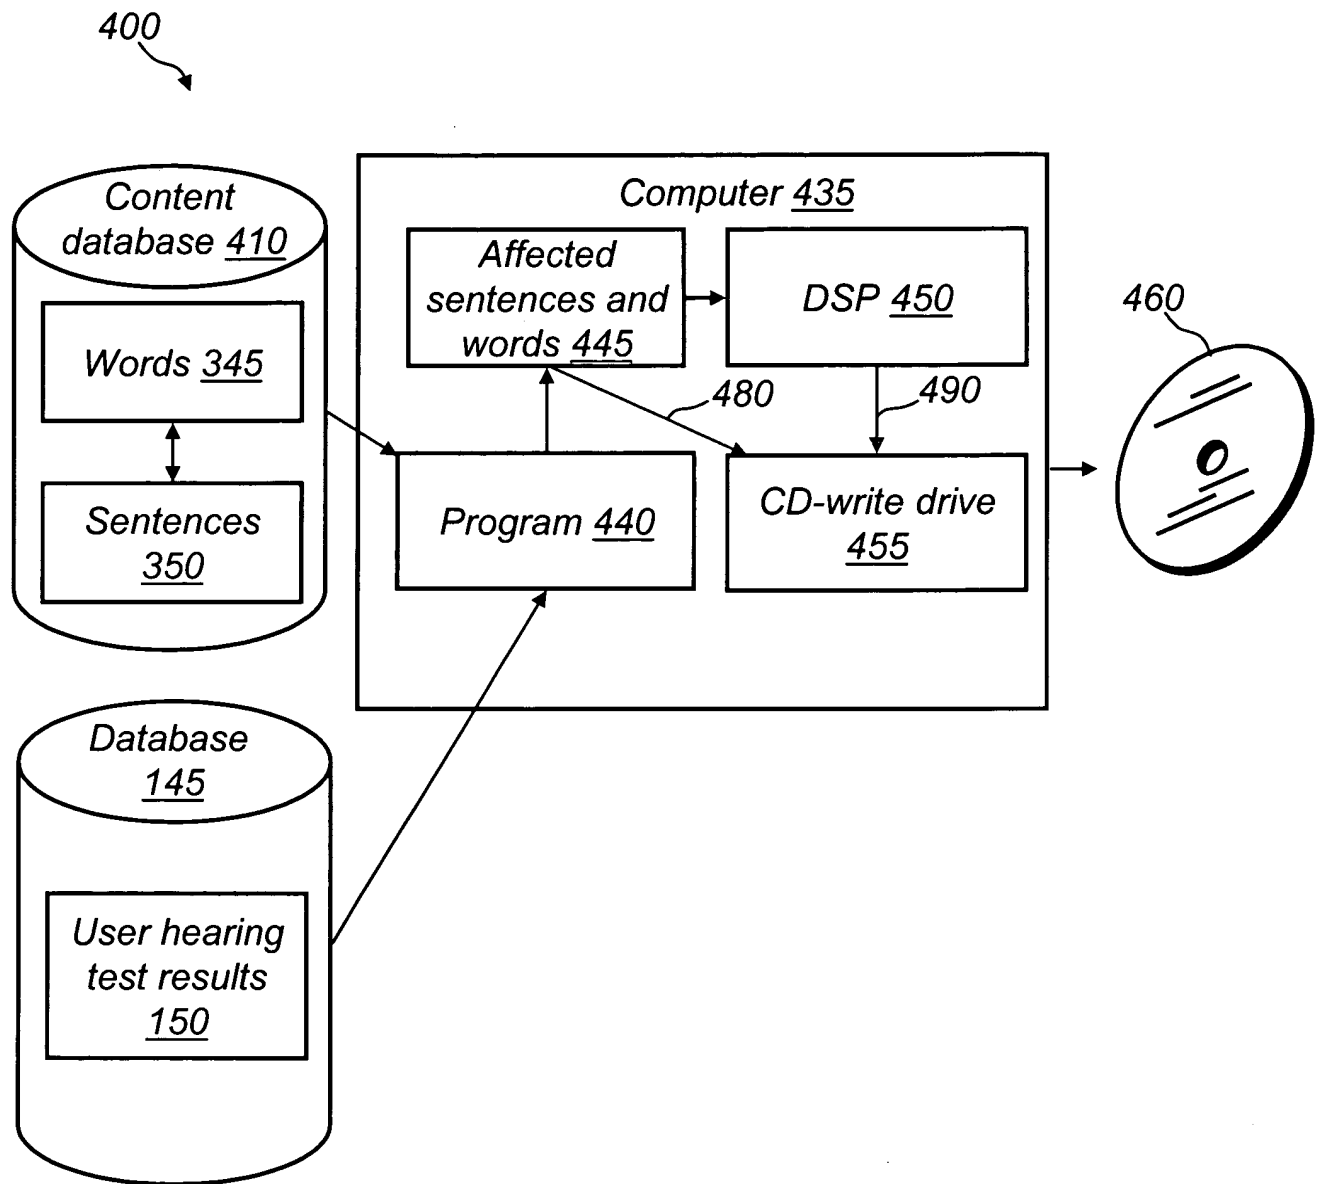 400
Content
database 410
Words 345
Sentences
350
Computer 435
Affected
sentences and
words 445
DSP 450
480
490
Program 440
CD-write drive
455
460
Database
145
User hearing
test results
150